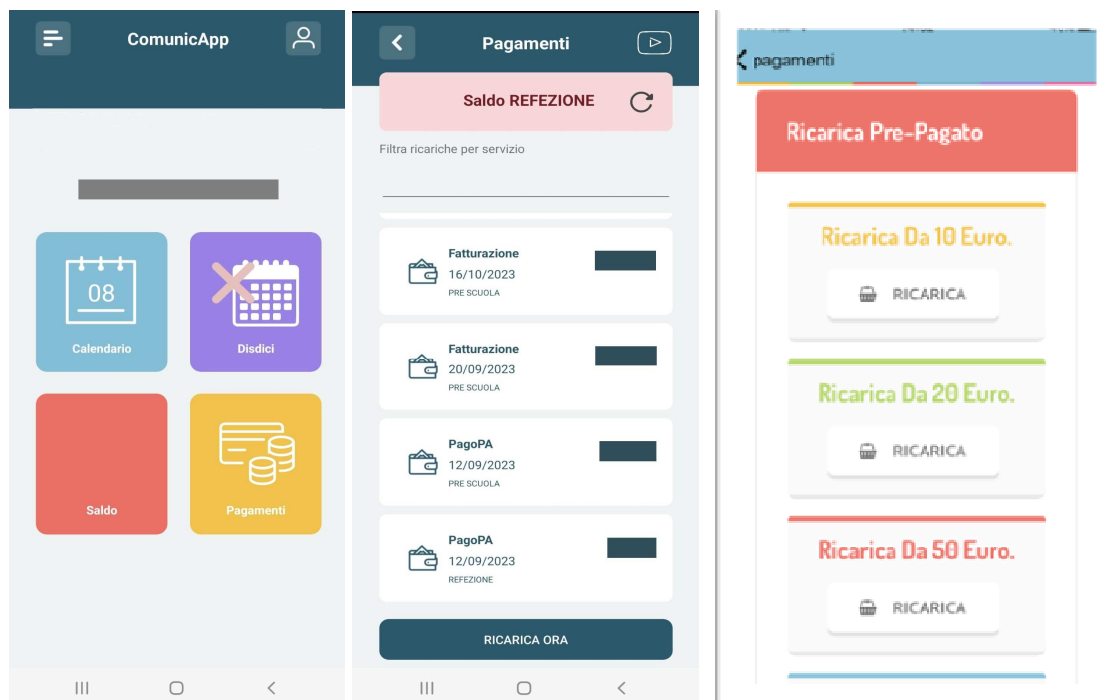 ComunicApp
08
Calendario
Disdici
Saldo
Pagamenti
Pagamenti
Saldo REFEZIONE
Filtra ricariche per servizio
Fatturazione
16/10/2023
PRE SCUOLA
Fatturazione
20/09/2023
PRE SCUOLA
PagoPA
12/09/2023
PRE SCUOLA
PagoPA
12/09/2023
REFEZIONE
RICARICA ORA
pagamenti
Ricarica Pre-Pagato
Ricarica Da 10 Euro.
RICARICA
Ricarica Da 20 Euro.
RICARICA
Ricarica Da 50 Euro.
RICARICA